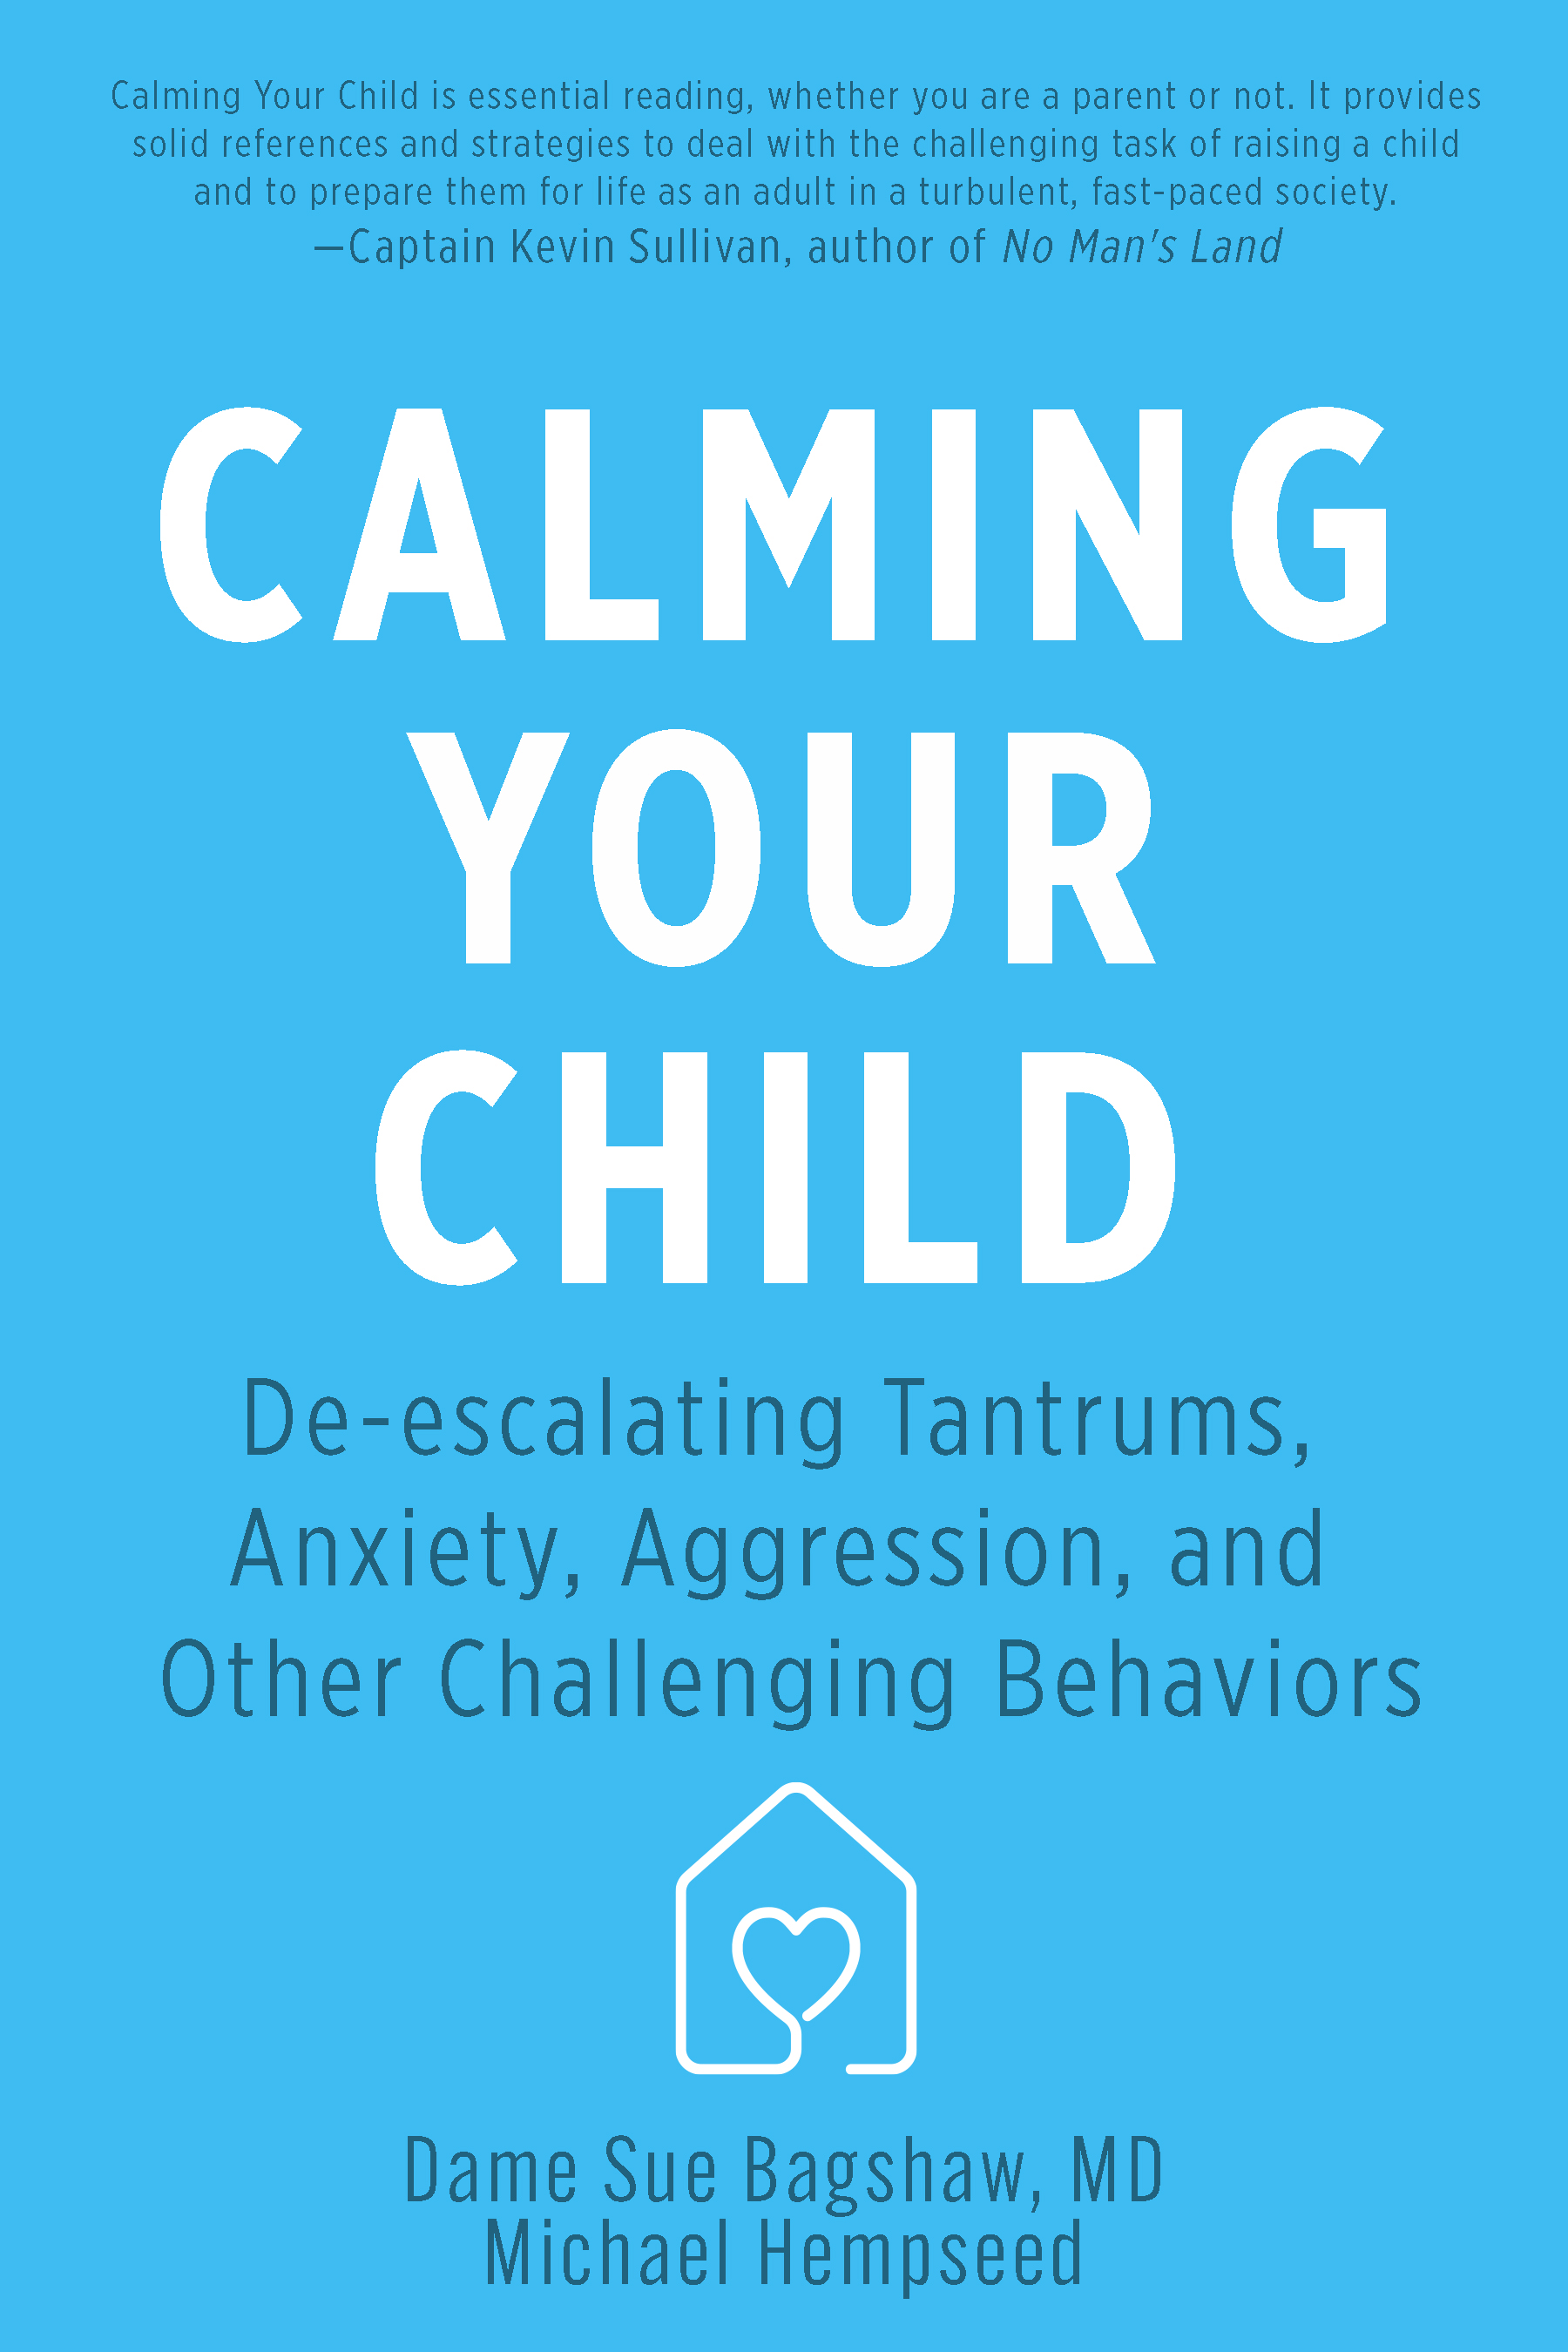 Calming Your Child is essential reading, whether you are a parent or not. It provides
solid references and strategies to deal with the challenging task of raising a child
and to prepare them for life as an adult in a turbulent, fast-paced society.
—Captain Kevin Sullivan, author of No Man's Land
CALMING
YOUR
CHILD
De-escalating Tantrums,
Anxiety, Aggression, and
Other Challenging Behaviors
Dame Sue Bagshaw, MD
Michael Hempseed